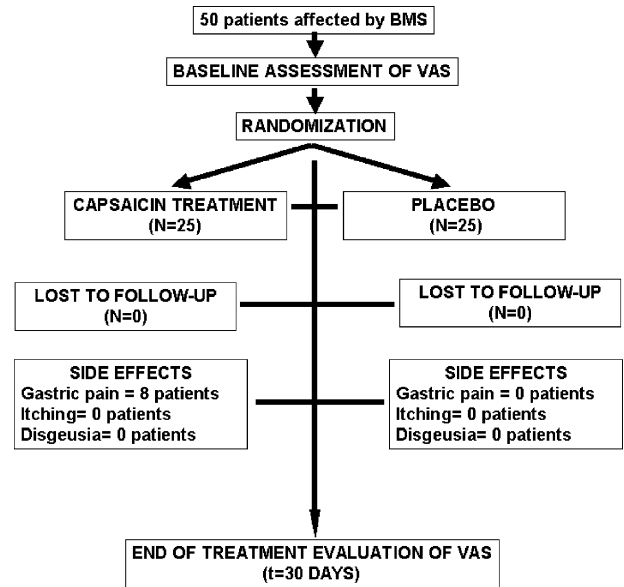 50 patients affected by BMS
BASELINE ASSESSMENT OF VAS
RANDOMIZATION
CAPSAICIN TREATMENT
(N=25)
PLACEBO
(N=25)
LOST TO FOLLOW-UP
(N=0)
LOST TO FOLLOW-UP
(N=0)
SIDE EFFECTS
Gastric pain = 8 patients
Itching= 0 patients
Disgeusia= 0 patients
SIDE EFFECTS
Gastric pain = 0 patients
Itching= 0 patients
Disgeusia= 0 patients
END OF TREATMENT EVALUATION OF VAS
(t=30 DAYS)